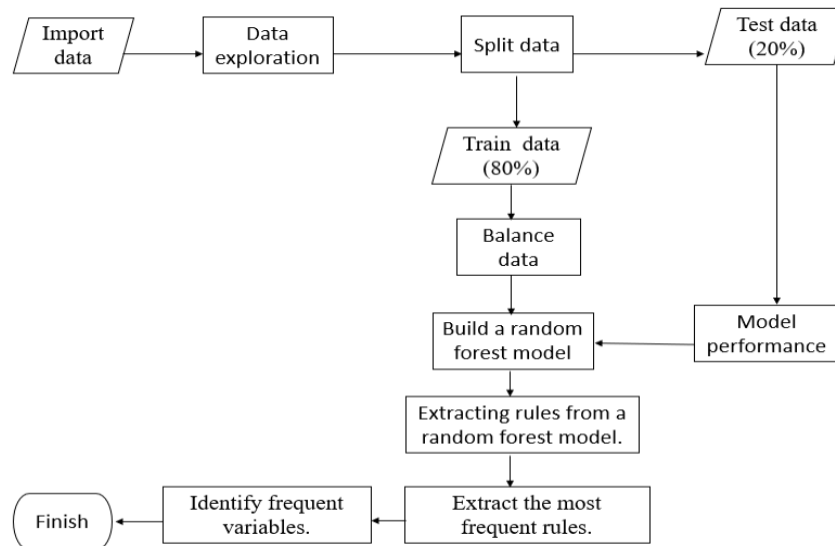 Import
data
Data
exploration
Split data
Test data
(20%)
Train data
(80%)
Balance
data
Build a random
forest model
Model
performance
Extracting rules from a
random forest model.
Extract the most
frequent rules.
Identify frequent
variables.
Finish